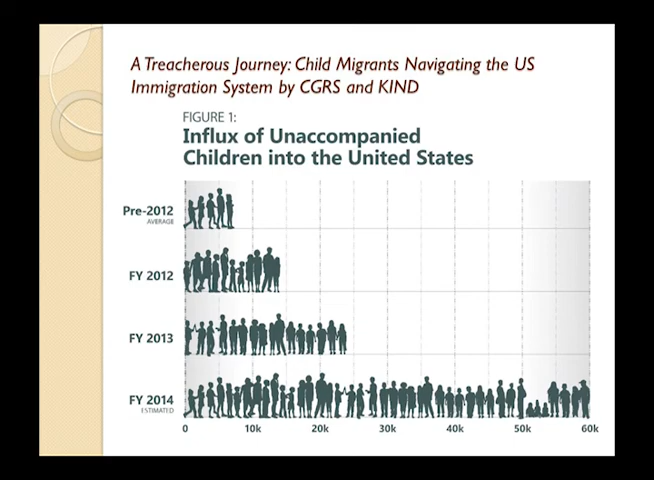 A Treacherous Journey: Child Migrants Navigating the US
Immigration System by CGRS and KIND
FIGURE 1:
Influx of Unaccompanied
Children into the United States
Pre-2012
AVERAGE
FY 2012
FY 2013
FY 2014
ESTIMATED
0 10k 20k 30k 40k 50k 60k